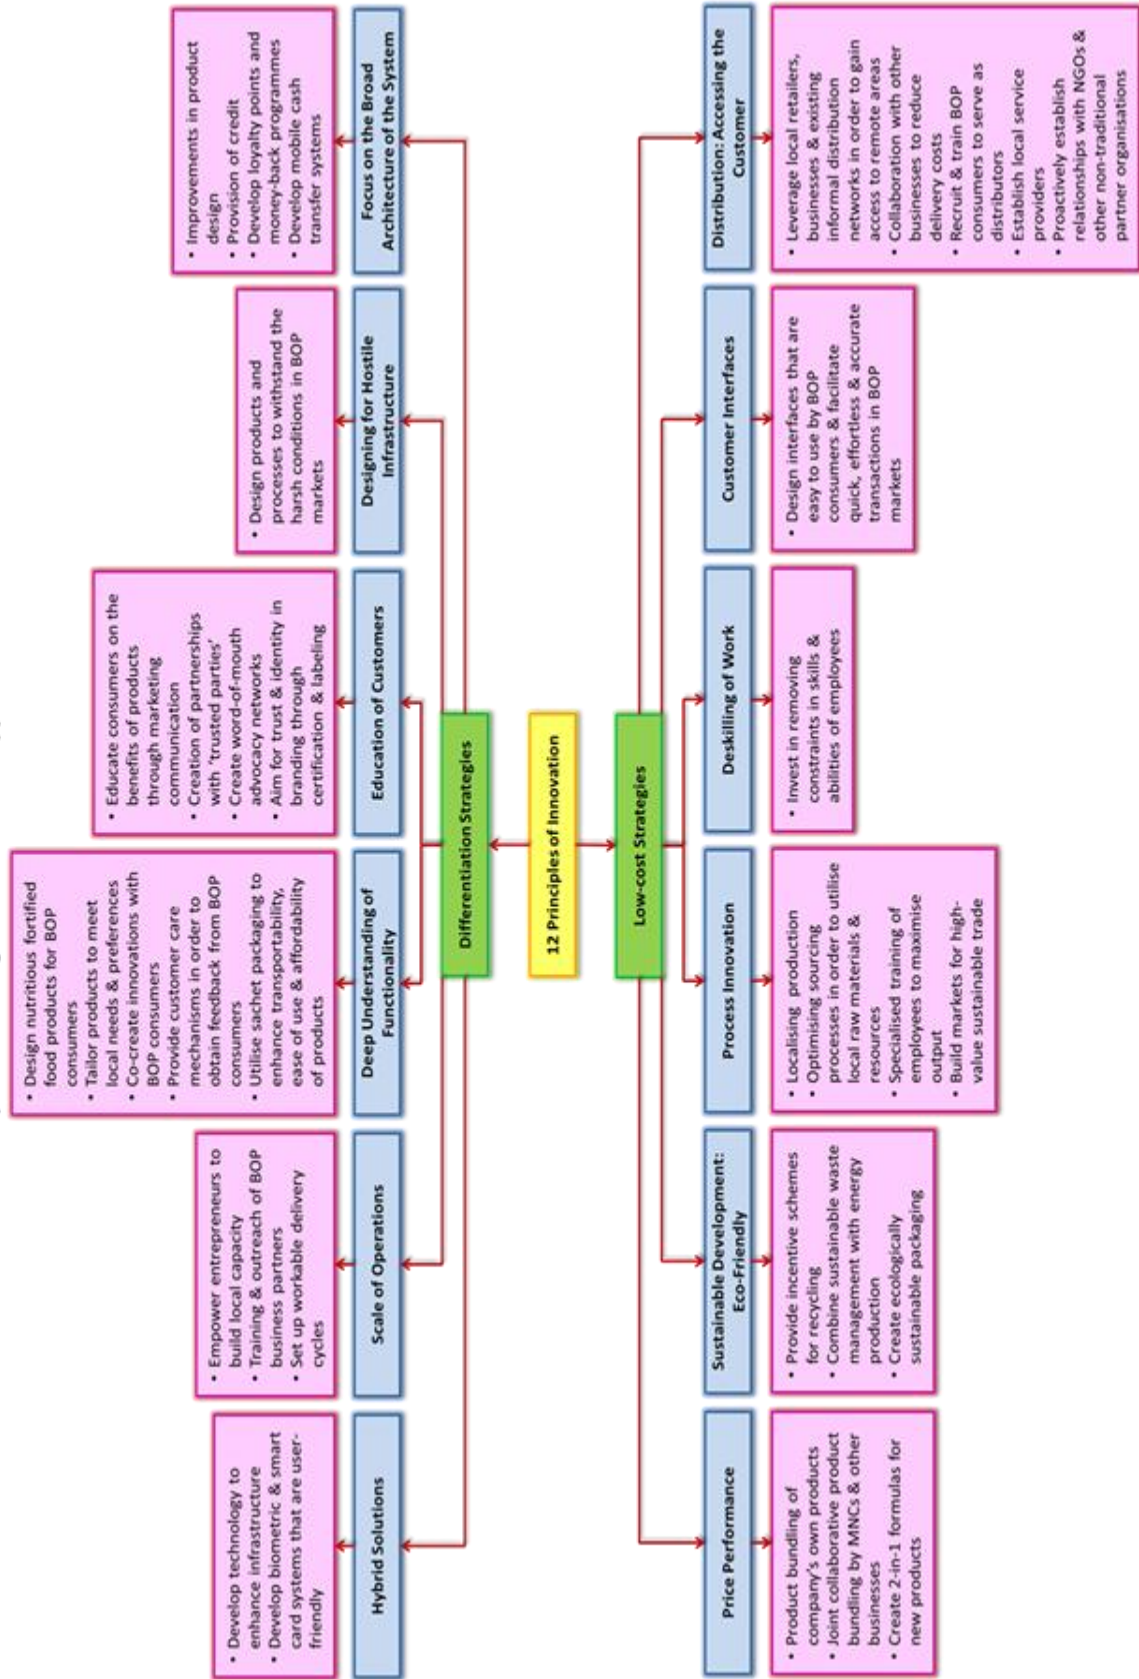 • Develop technology to
enhance infrastructure
• Develop biometric & smart
card systems that are user-
friendly
Hybrid Solutions
• Empower entrepreneurs to
build local capacity
• Training & outreach of BOP
business partners
• Set up workable delivery
cycles
Scale of Operations
• Design nutritious fortified
food products for BOP
consumers
• Tailor products to meet
local needs & preferences
• Co-create innovations with
BOP consumers
• Provide customer care
mechanisms in order to
obtain feedback from BOP
consumers
• Utilise sachet packaging to
enhance transportability,
ease of use & affordability
of products
Deep Understanding of
Functionality
• Educate consumers on the
benefits of products
through marketing
communication
• Creation of partnerships
with 'trusted parties'
• Create word-of-mouth
advocacy networks
• Aim for trust & identity in
branding through
certification & labeling
Education of Customers
• Design products and
processes to withstand the
harsh conditions in BOP
markets
Designing for Hostile
Infrastructure
• Improvements in product
design
• Provision of credit
• Develop loyalty points and
money-back programmes
• Develop mobile cash
transfer systems
Focus on the Broad
Architecture of the System
Differentiation Strategies
12 Principles of Innovation
Low-cost Strategies
Price Performance
• Product bundling of
company's own products
• Joint collaborative product
bundling by MNCs & other
businesses
• Create 2-in-1 formulas for
new products
Sustainable Development:
Eco-Friendly
• Provide incentive schemes
for recycling
• Combine sustainable waste
management with energy
production
• Create ecologically
sustainable packaging
Process Innovation
• Localising production
• Optimising sourcing
processes in order to utilise
local raw materials &
resources
• Specialised training of
employees to maximise
output
• Build markets for high-
value sustainable trade
Deskilling of Work
• Invest in removing
constraints in skills &
abilities of employees
Customer Interfaces
• Design interfaces that are
easy to use by BOP
consumers & facilitate
quick, effortless & accurate
transactions in BOP
markets
Distribution: Accessing the
Customer
• Leverage local retailers,
businesses & existing
informal distribution
networks in order to gain
access to remote areas
• Collaboration with other
businesses to reduce
delivery costs
• Recruit & train BOP
consumers to serve as
distributors
• Establish local service
providers
• Proactively establish
relationships with NGOs &
other non-traditional
partner organisations